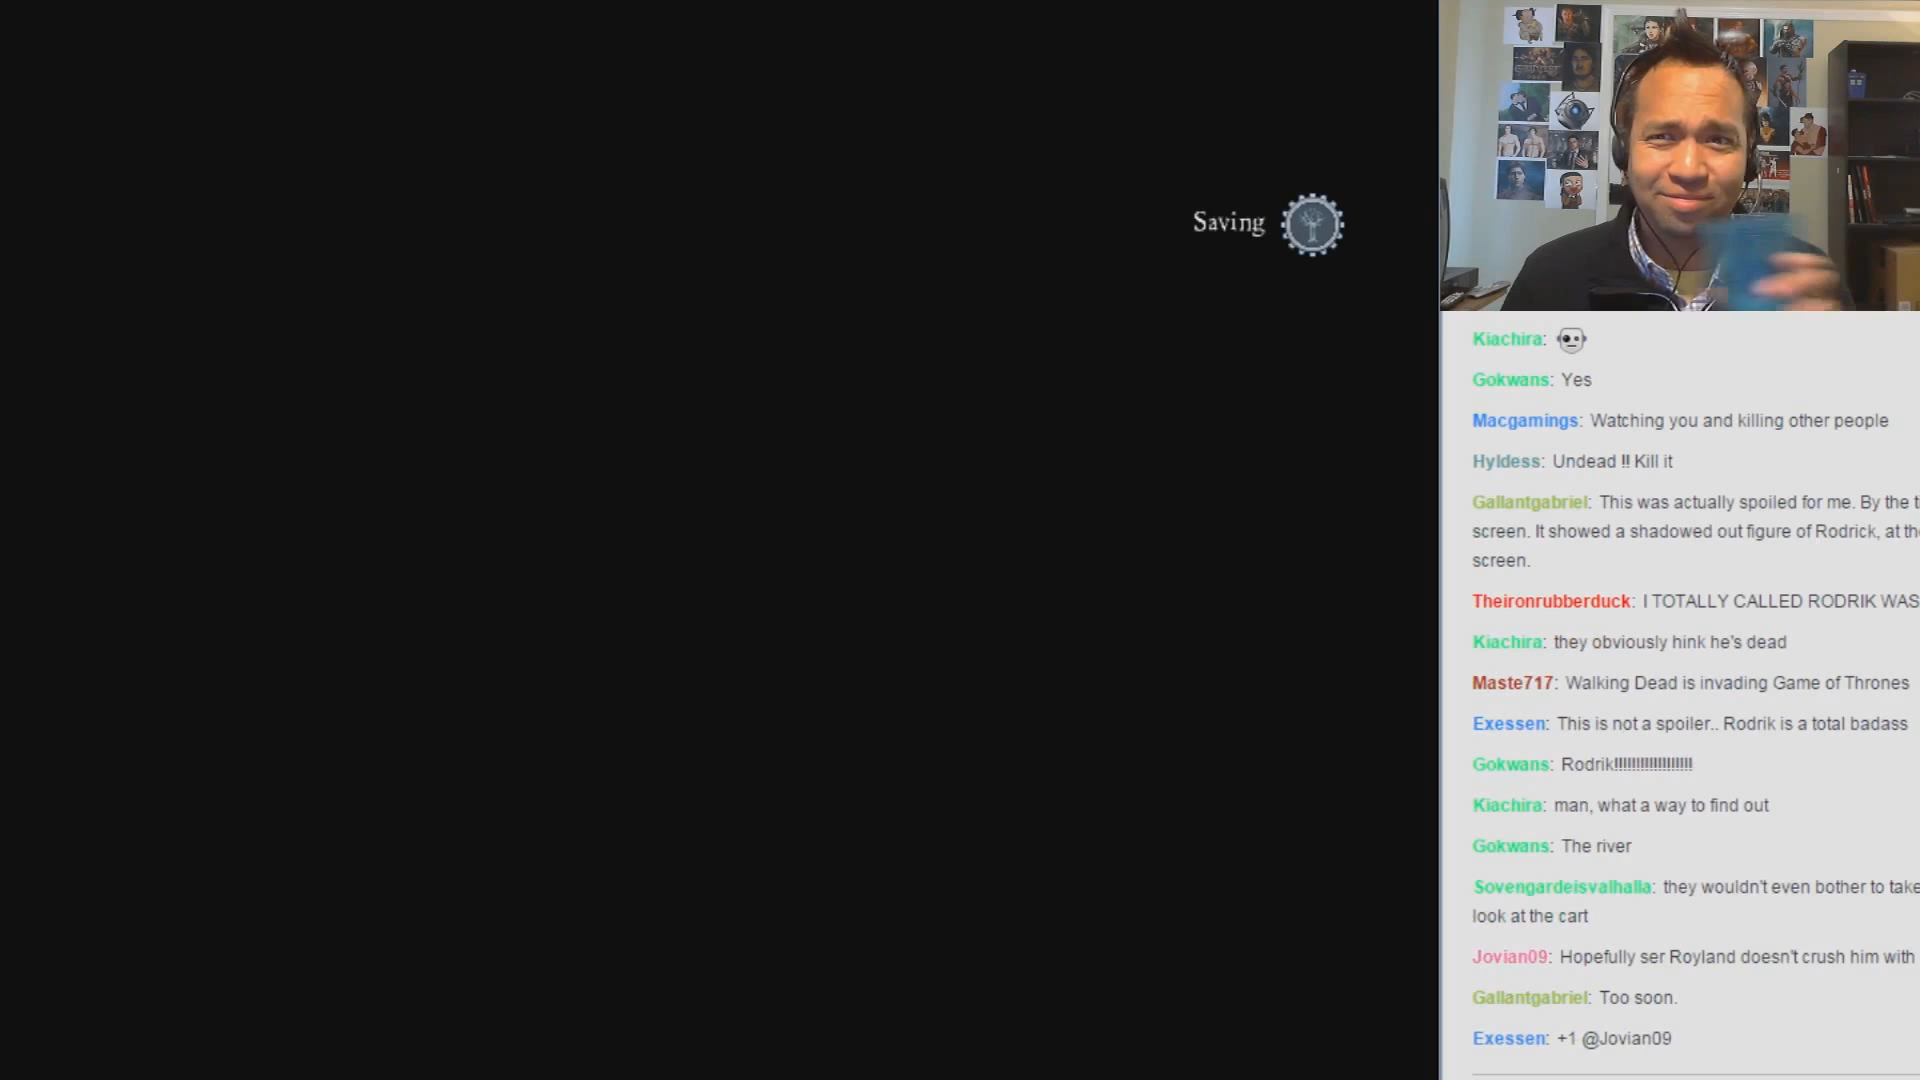 Saving
Kiachira:
Gokwans: Yes
Macgamings: Watching you and killing other people
Hyldess: Undead !! Kill it
Gallantgabriel: This was actually spoiled for me. By the
screen. It showed a shadowed out figure of Rodrick, at
screen.
Theironrubberduck: I TOTALLY CALLED RODRIK WAS
Kiachira: they obviously hink he's dead
Maste717: Walking Dead is invading Game of Thrones
Exessen: This is not a spoiler.. Rodrik is a total badass
Gokwans: Rodrik!!!!!!!!!!!!!!!!!!
Kiachira: man, what a way to find out
Gokwans: The river
Sovengardeisvalhalla: they wouldn't even bother to take
look at the cart
Jovian09: Hopefully ser Royland doesn't crush him with
Gallantgabriel: Too soon.
Exessen: +1 @Jovian09